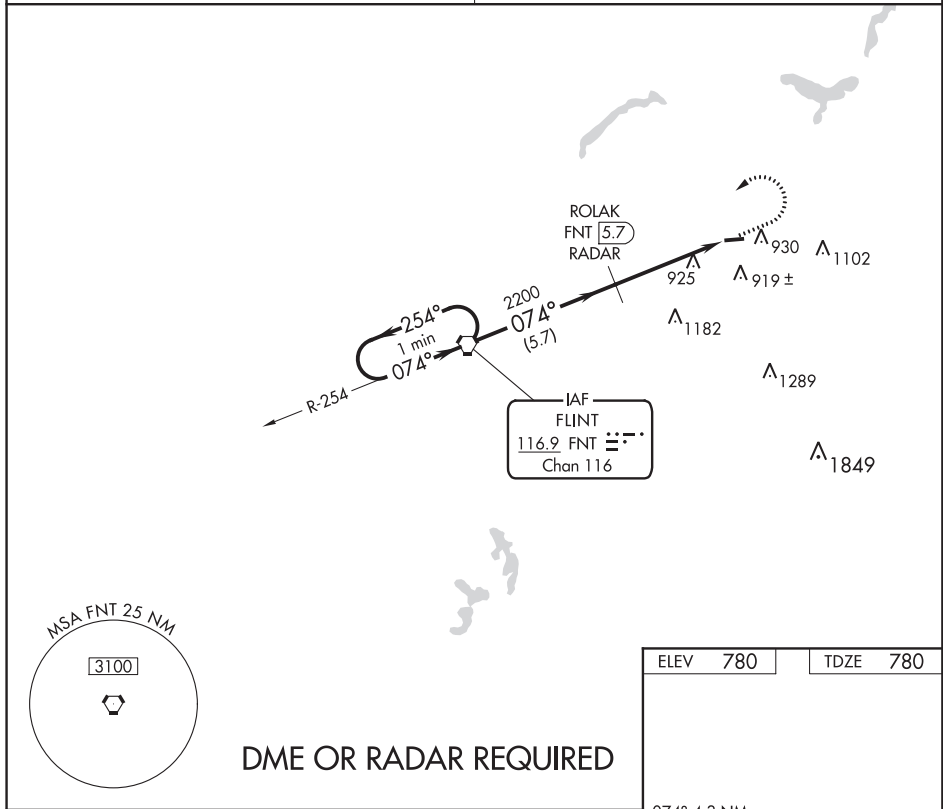 ROLAK
FNT 5.7
RADAR
930
1102
925
919 ±
1182
2200
074°
(5.7)
254°
1 min
074°
R-254
1289
IAF
FLINT
116.9 FNT
Chan 116
1849
MSA FNT 25 NM
3100
ELEV 780
TDZE 780
DME OR RADAR REQUIRED